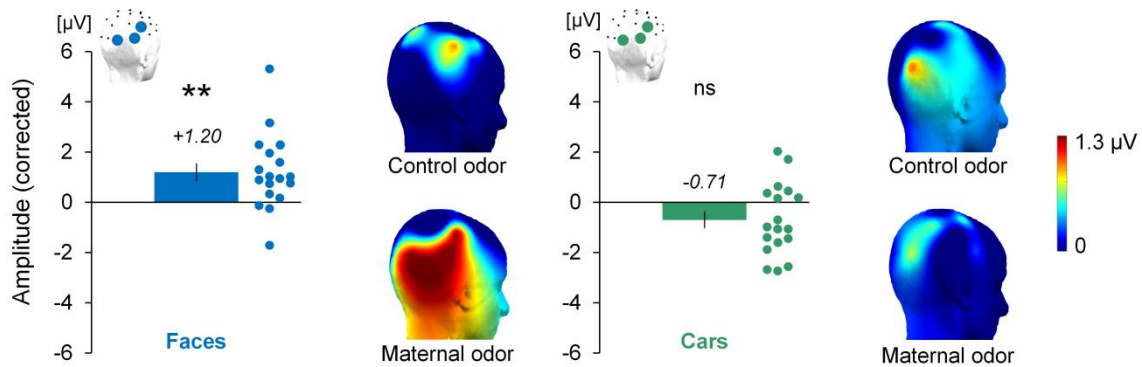 [µV]
6
4
2
0
-2
-4
-6
Amplitude (corrected)
**
+1.20
Faces
Control odor
Maternal odor
[µV]
6
4
2
0
-2
-4
-6
ns
-0.71
Cars
Control odor
Maternal odor
1.3 µV
0